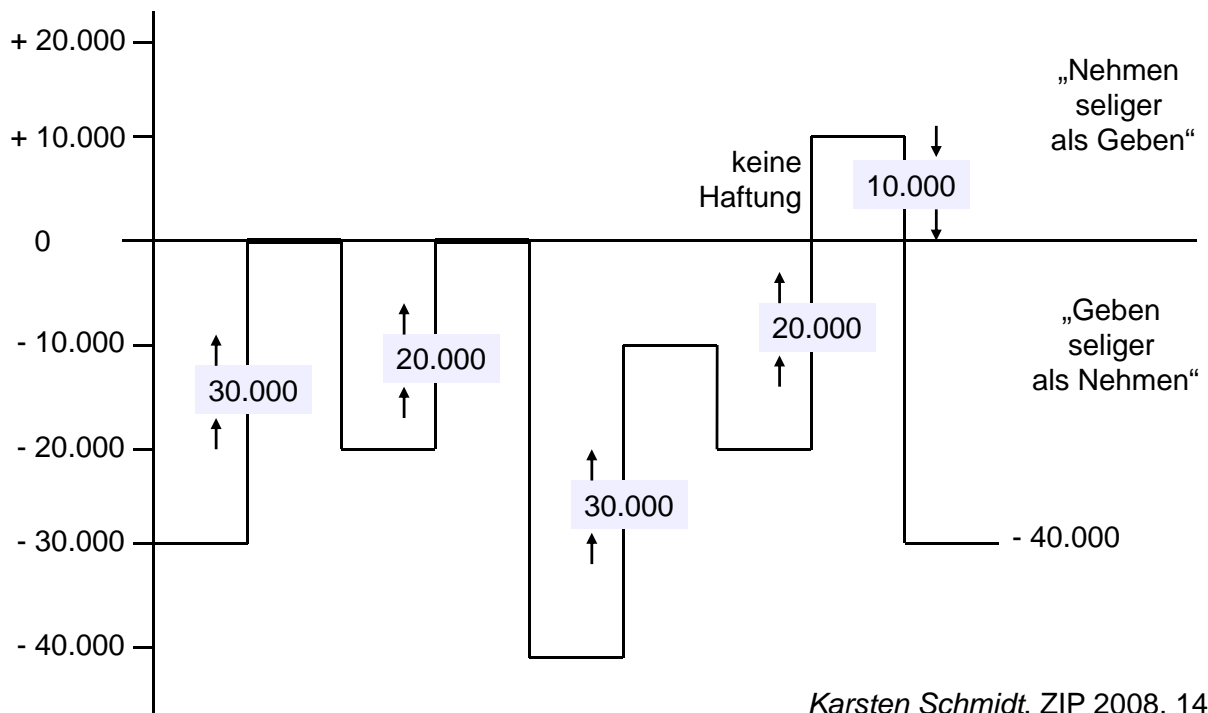 + 20.000
„Nehmen
seliger
als Geben“
+ 10.000
keine
Haftung
10.000
0
„Geben
seliger
als Nehmen“
- 10.000
20.000
20.000
30.000
- 20.000
30.000
- 30.000
- 40.000
- 40.000
Karsten Schmidt, ZIP 2008, 14